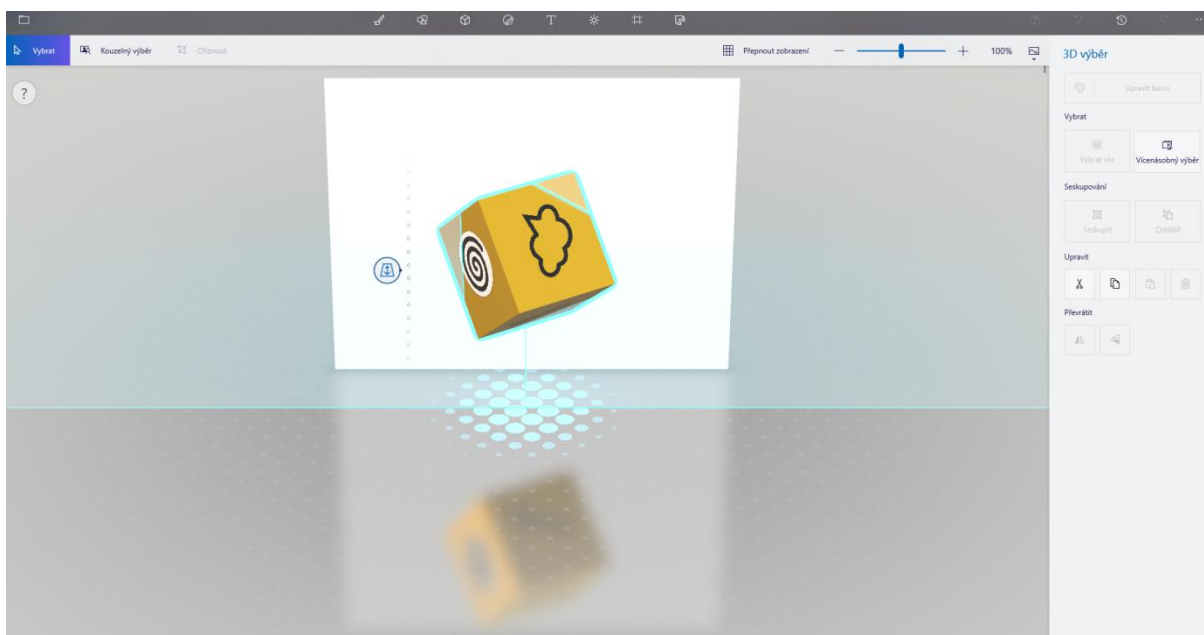 Vybrat
Kouzelný výběr
Oříznout
Přepnout zobrazení
100%
3D výběr
?
Upravit barvu
Vybrat
Vybrat vše
Vícenásobný výběr
Seskupování
Seskupit
Oddělit
Upravit
Převrátit